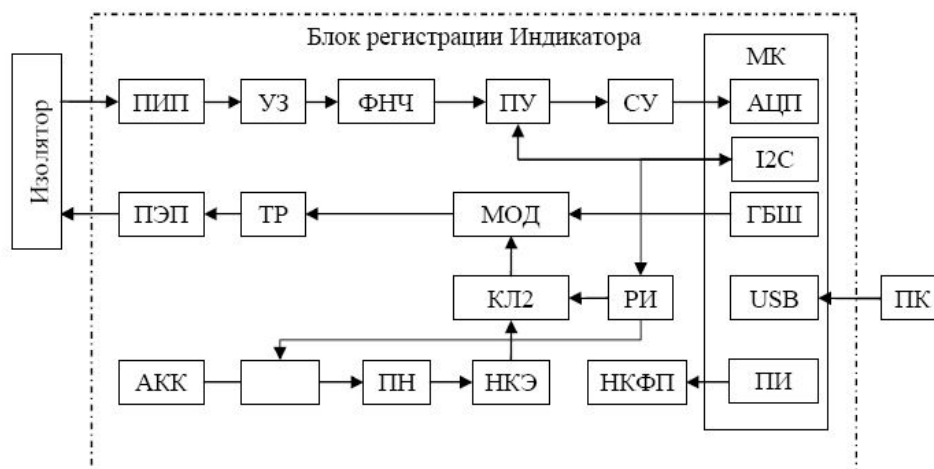 Блок регистрации Индикатора
МК
Изолятор
ПИП
УЗ
ФНЧ
ПУ
СУ
АЦП
I2C
ПЭП
ТР
МОД
ГБШ
КЛ2
РИ
USB
ПК
АКК
ПН
НКЭ
НКФП
ПИ